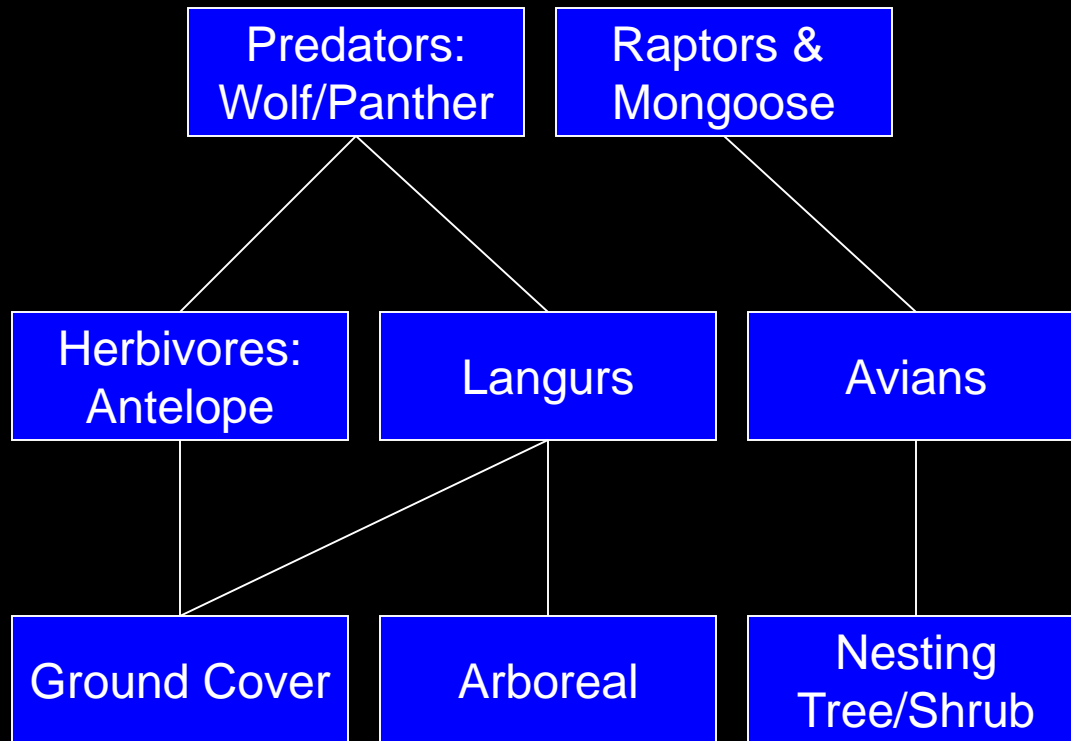 Predators:
Wolf/Panther
Raptors &
Mongoose
Herbivores:
Antelope
Langurs
Avians
Ground Cover
Arboreal
Nesting
Tree/Shrub